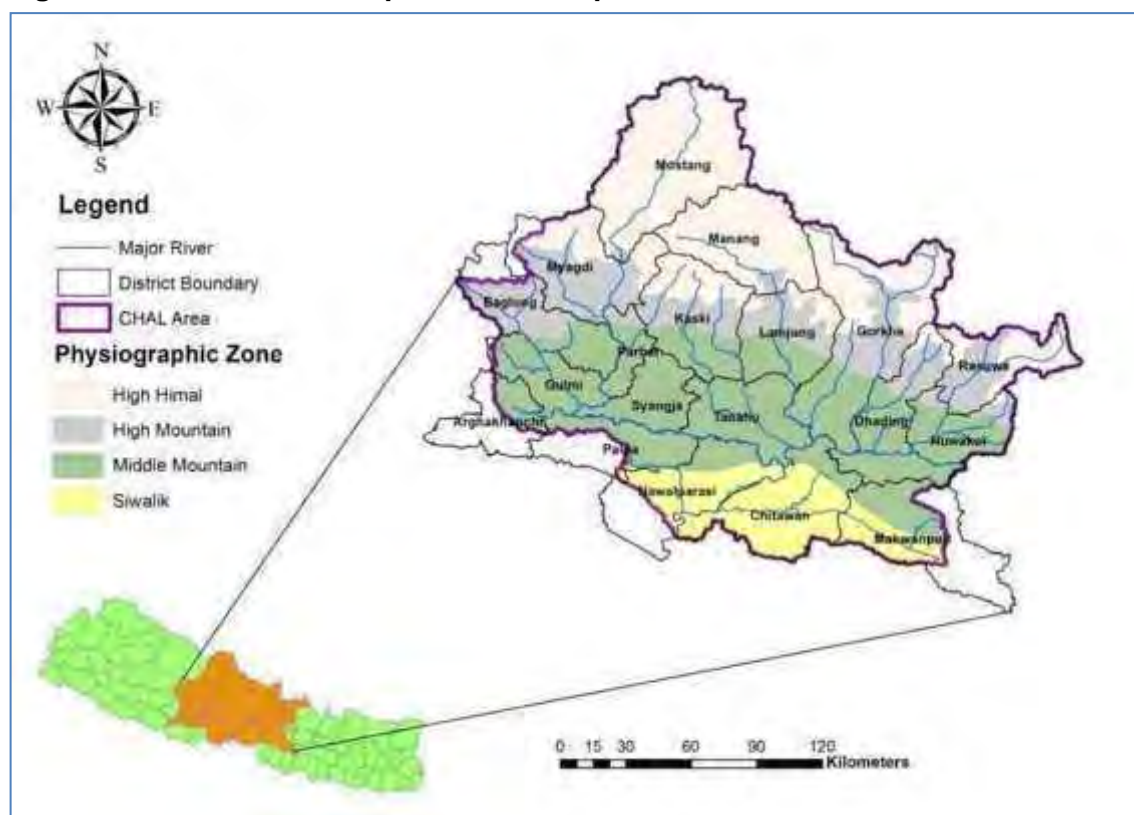 N
W E
S
Legend
Major River
District Boundary
CHAL Area
Physiographic Zone
High Himal
High Mountain
Middle Mountain
Siwalik
Mostang
Manang
Myagdi
Baglung
Kaski
Lamjung
Gorkha
Rasuwa
Parbat
Gulmi
Syangja
Tanahu
Dhading
Nuwakot
Arghakhanchi
Palpa
Nawalparasi
Chitawan
Makwanpur
0 15 30 60 90 120
Kilometers